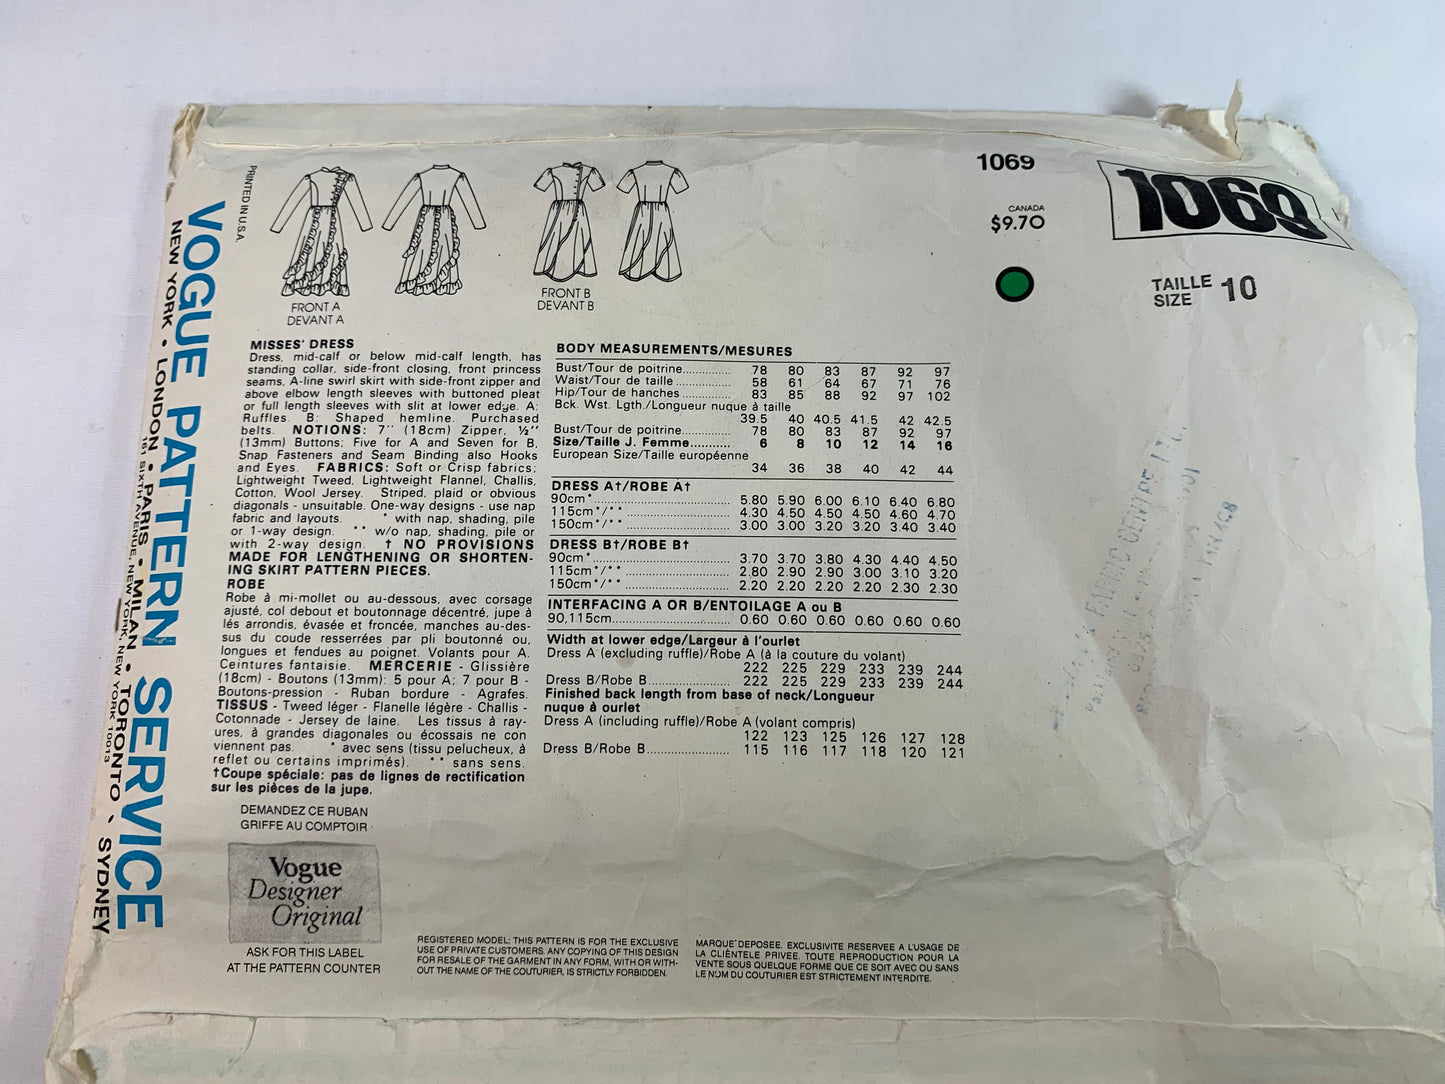 PRINTED IN U.S.A.
VOGUE PATTERN SERVICE
NEW YORK • LONDON • PARIS • MILAN • TORONTO • SYDNEY
161 SIXTH AVENUE, NEW YORK, NEW YORK 10013
FRONT A
DEVANT A
FRONT B
DEVANT B
1069
CANADA
$9.70
1069
TAILLE
SIZE 10
MISSES' DRESS
Dress, mid-calf or below mid-calf length, has
standing collar, side-front closing, front princess
seams, A-line swirl skirt with side-front zipper and
above elbow length sleeves with buttoned pleat
or full length sleeves with slit at lower edge. A:
Ruffles. B: Shaped hemline. Purchased
belts. NOTIONS: 7'' (18cm) Zipper, ½''
(13mm) Buttons; Five for A and Seven for B,
Snap Fasteners and Seam Binding also Hooks
and Eyes. FABRICS: Soft or Crisp fabrics;
Lightweight Tweed, Lightweight Flannel, Challis,
Cotton, Wool Jersey. Striped, plaid or obvious
diagonals - unsuitable. One-way designs - use nap
fabric and layouts. * with nap, shading, pile
or 1-way design. ** w/o nap, shading, pile or
with 2-way design. † NO PROVISIONS
MADE FOR LENGTHENING OR SHORTEN-
ING SKIRT PATTERN PIECES.
ROBE
Robe à mi-mollet ou au-dessous, avec corsage
ajusté, col debout et boutonnage décentré, jupe à
lés arrondis, évasée et froncée, manches au-des-
sus du coude resserrées par pli boutonné ou,
longues et fendues au poignet. Volants pour A.
Ceintures fantaisie. MERCERIE - Glissière
(18cm) - Boutons (13mm): 5 pour A; 7 pour B -
Boutons-pression - Ruban bordure - Agrafes.
TISSUS - Tweed léger - Flanelle légère - Challis -
Cotonnade - Jersey de laine. Les tissus à ray-
ures, à grandes diagonales ou écossais ne con
viennent pas. * avec sens (tissu pelucheux, à
reflet ou certains imprimés). ** sans sens.
†Coupe spéciale: pas de lignes de rectification
sur les pièces de la jupe.
BODY MEASUREMENTS/MESURES
Bust/Tour de poitrine.............. 78 80 83 87 92 97
Waist/Tour de taille................ 58 61 64 67 71 76
Hip/Tour de hanches.............. 83 85 88 92 97 102
Bck. Wst. Lgth./Longueur nuque à taille
39.5 40 40.5 41.5 42 42.5
Bust/Tour de poitrine.............. 78 80 83 87 92 97
Size/Taille J. Femme........... 6 8 10 12 14 16
European Size/Taille européenne
34 36 38 40 42 44
DRESS A†/ROBE A†
90cm*.............................. 5.80 5.90 6.00 6.10 6.40 6.80
115cm*/**........................ 4.30 4.50 4.50 4.50 4.60 4.70
150cm*/**........................ 3.00 3.00 3.20 3.20 3.40 3.40
DRESS B†/ROBE B†
90cm*.............................. 3.70 3.70 3.80 4.30 4.40 4.50
115cm*/**........................ 2.80 2.90 2.90 3.00 3.10 3.20
150cm*/**........................ 2.20 2.20 2.20 2.20 2.30 2.30
INTERFACING A OR B/ENTOILAGE A ou B
90,115cm........................... 0.60 0.60 0.60 0.60 0.60 0.60
Width at lower edge/Largeur à l'ourlet
Dress A (excluding ruffle)/Robe A (à la couture du volant)
222 225 229 233 239 244
Dress B/Robe B..................... 222 225 229 233 239 244
Finished back length from base of neck/Longueur
nuque à ourlet
Dress A (including ruffle)/Robe A (volant compris)
122 123 125 126 127 128
Dress B/Robe B..................... 115 116 117 118 120 121
DEMANDEZ CE RUBAN
GRIFFE AU COMPTOIR
Vogue
Designer
Original
ASK FOR THIS LABEL
AT THE PATTERN COUNTER
REGISTERED MODEL: THIS PATTERN IS FOR THE EXCLUSIVE
USE OF PRIVATE CUSTOMERS. ANY COPYING OF THIS DESIGN
FOR RESALE OF THE GARMENT IN ANY FORM, WITH OR WITH-
OUT THE NAME OF THE COUTURIER, IS STRICTLY FORBIDDEN.
MARQUE DEPOSEE. EXCLUSIVITE RESERVEE A L'USAGE DE
LA CLIENTELE PRIVEE. TOUTE REPRODUCTION POUR LA
VENTE SOUS QUELQUE FORME QUE CE SOIT AVEC OU SANS
LE NOM DU COUTURIER EST STRICTEMENT INTERDITE.